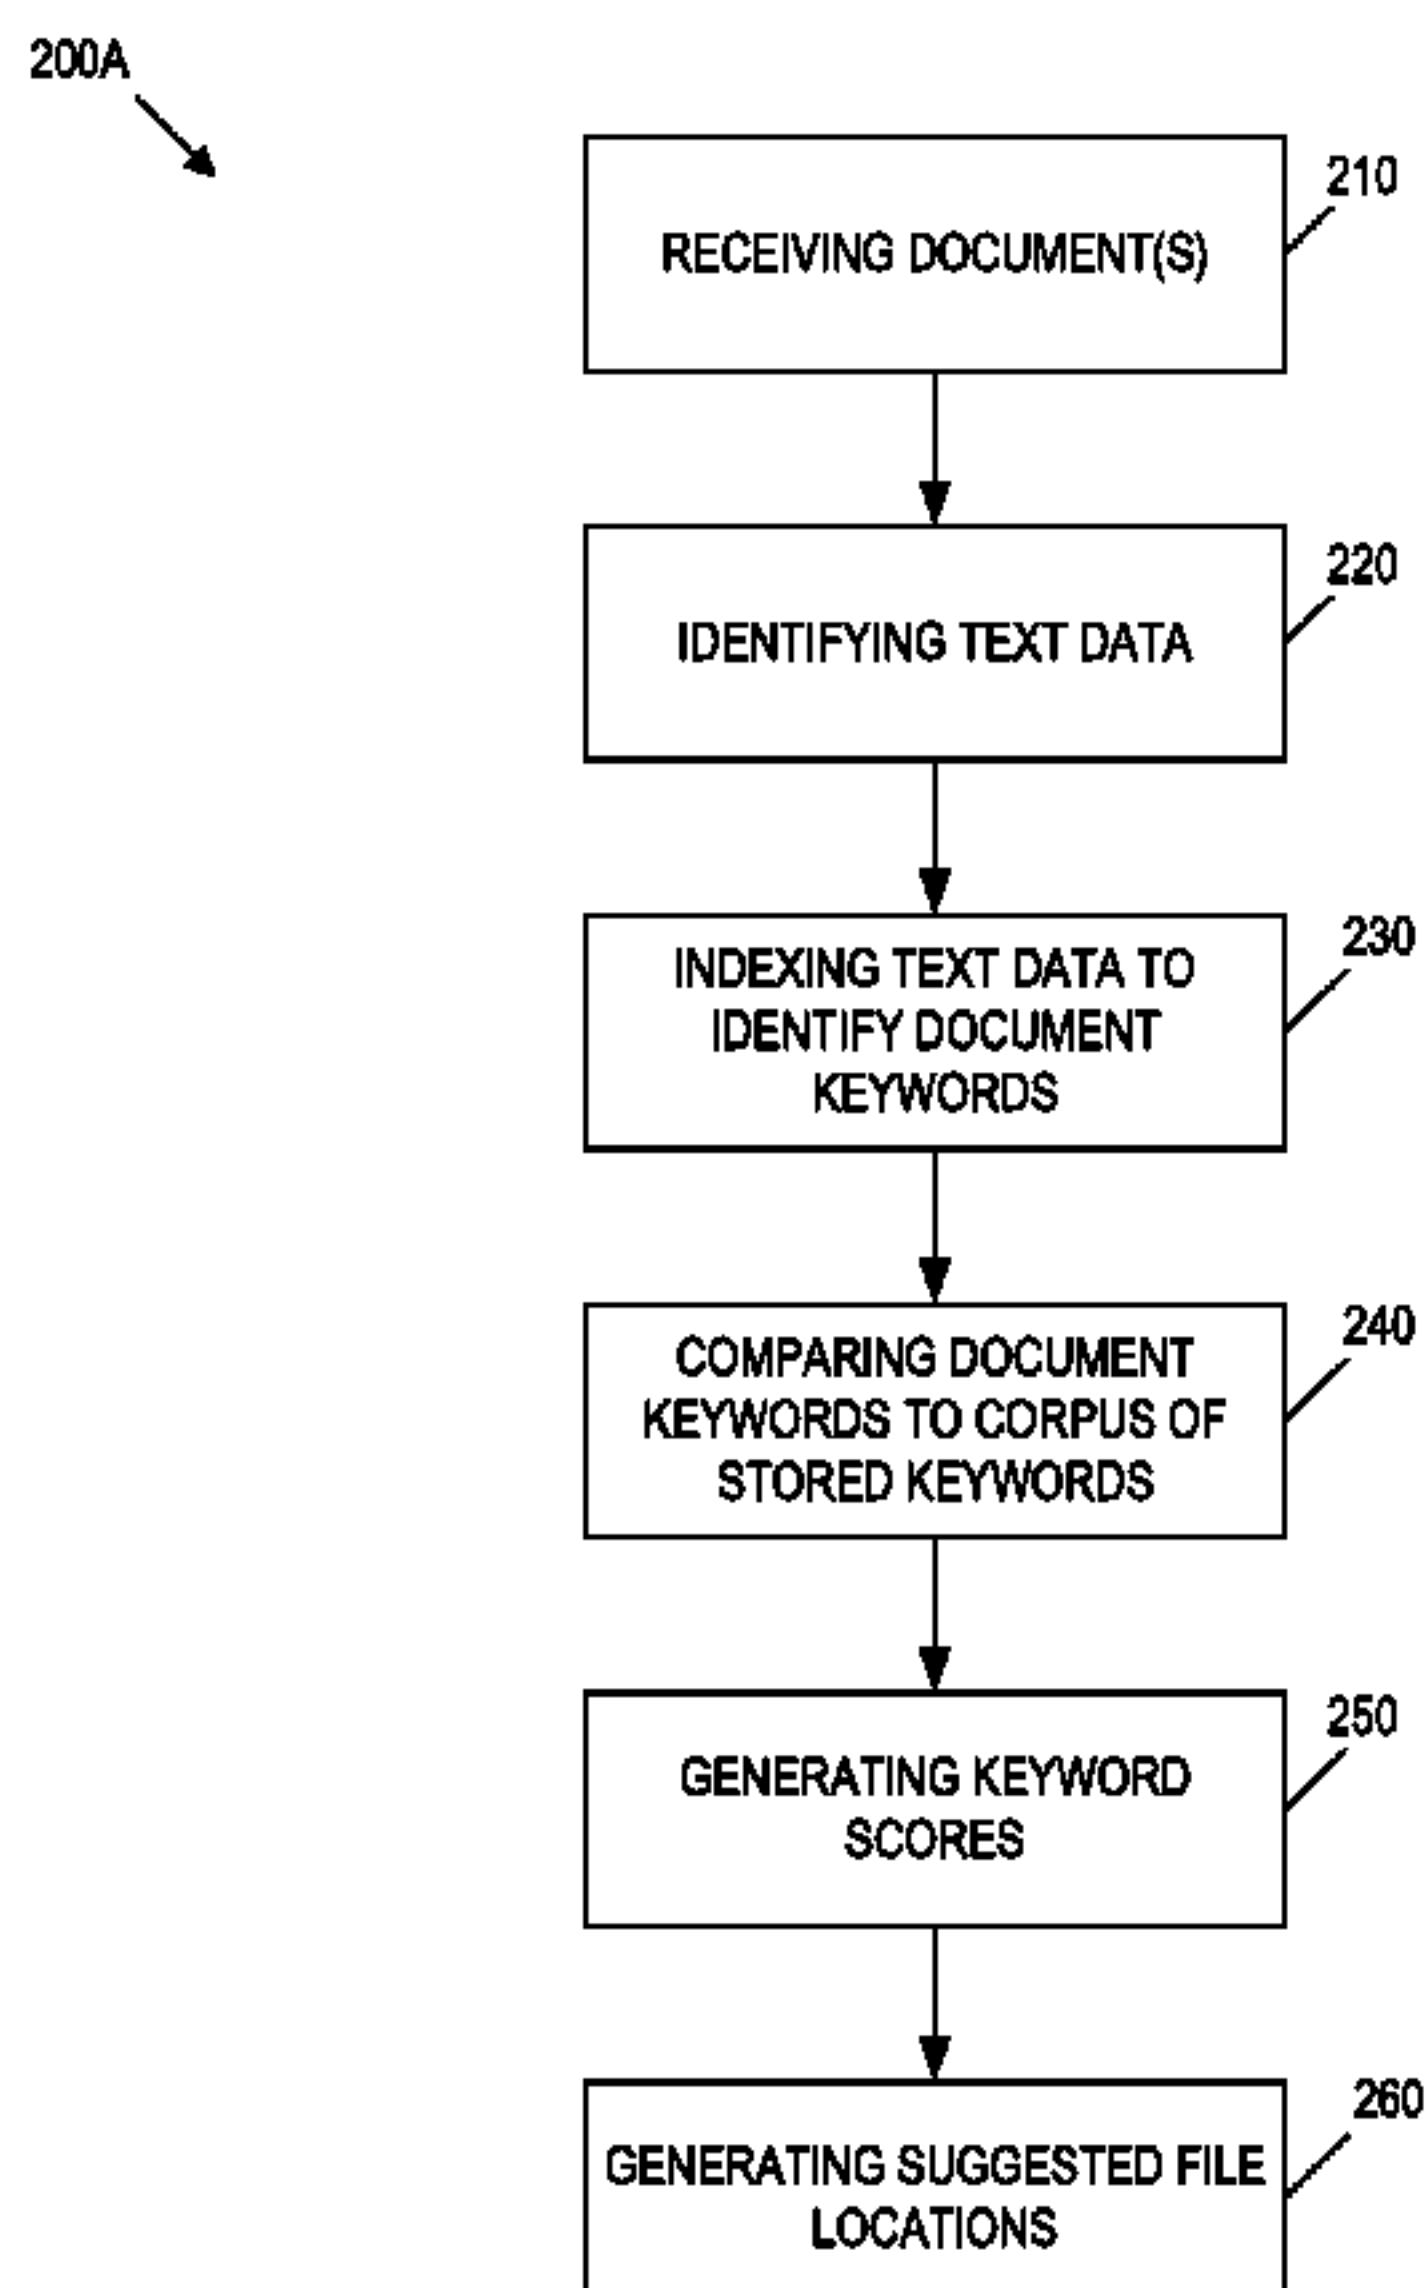 200A
210
RECEIVING DOCUMENT(S)
220
IDENTIFYING TEXT DATA
230
INDEXING TEXT DATA TO
IDENTIFY DOCUMENT
KEYWORDS
240
COMPARING DOCUMENT
KEYWORDS TO CORPUS OF
STORED KEYWORDS
250
GENERATING KEYWORD
SCORES
260
GENERATING SUGGESTED FILE
LOCATIONS